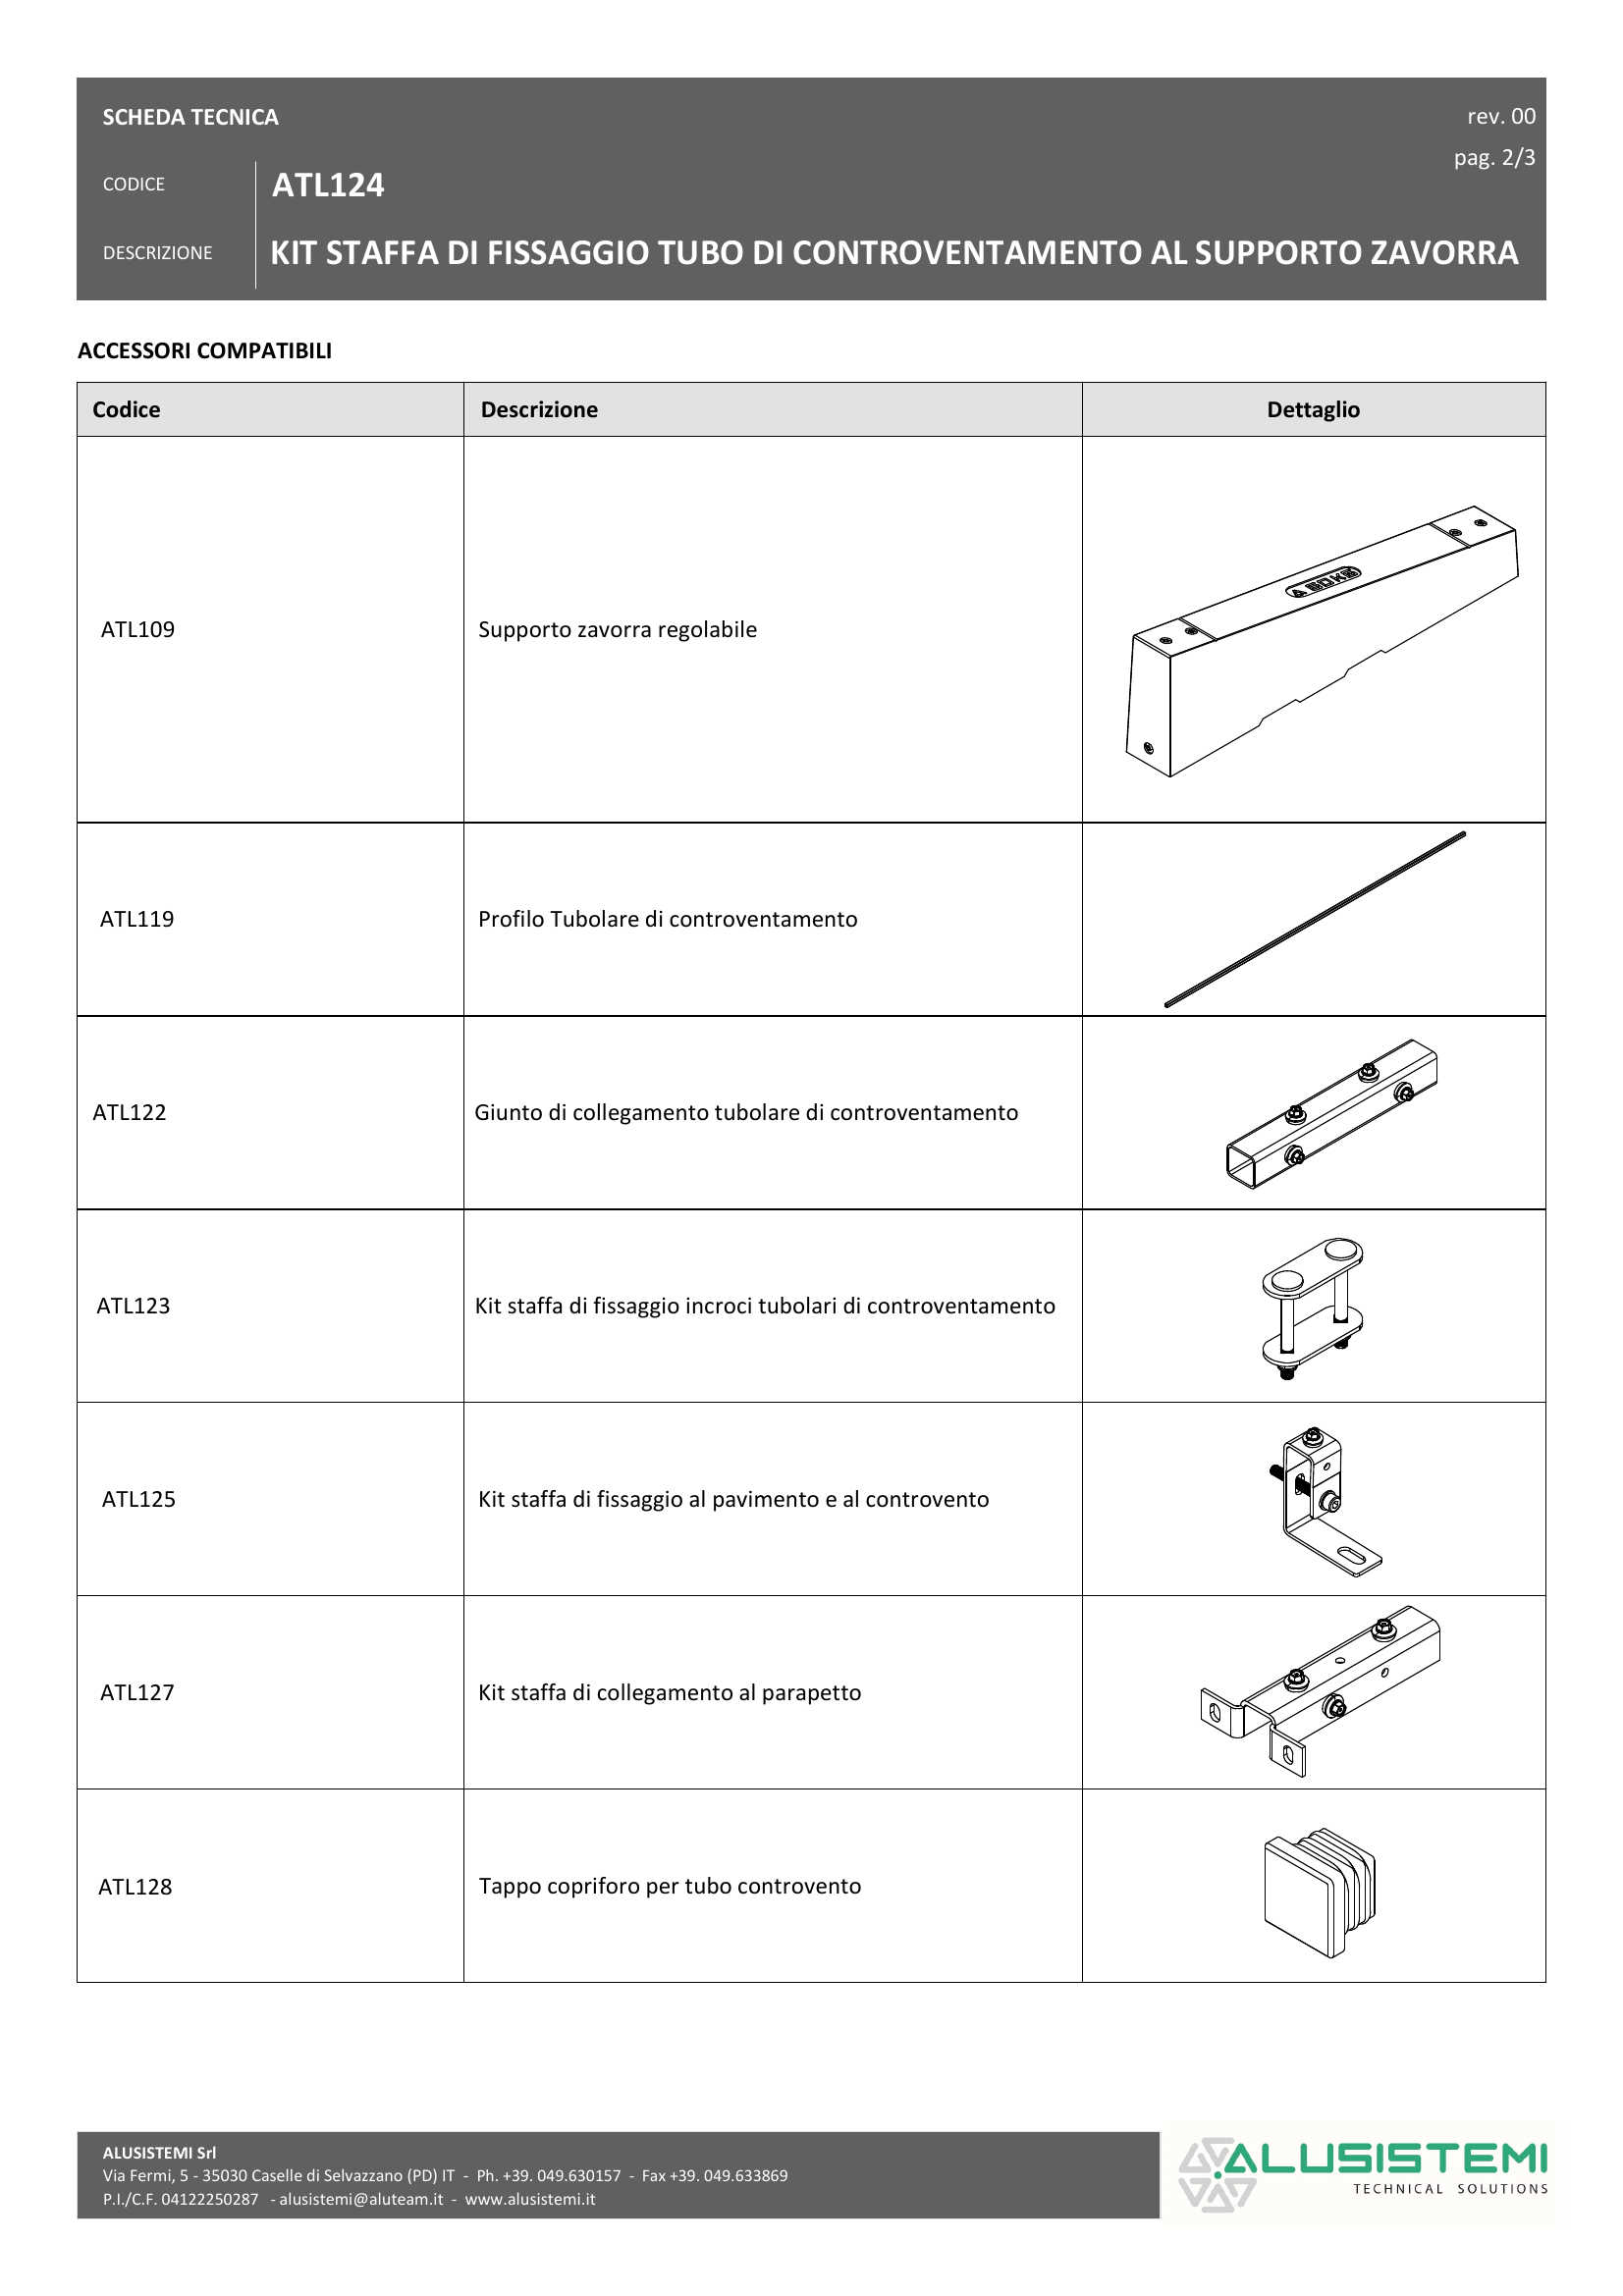 SCHEDA TECNICA
rev. 00
pag. 2/3
CODICE
ATL124
DESCRIZIONE
KIT STAFFA DI FISSAGGIO TUBO DI CONTROVENTAMENTO AL SUPPORTO ZAVORRA
ACCESSORI COMPATIBILI
Codice Descrizione Dettaglio
50KG
ATL109 Supporto zavorra regolabile
ATL119 Profilo Tubolare di controventamento
ATL122 Giunto di collegamento tubolare di controventamento
ATL123 Kit staffa di fissaggio incroci tubolari di controventamento
ATL125 Kit staffa di fissaggio al pavimento e al controvento
ATL127 Kit staffa di collegamento al parapetto
ATL128 Tappo copriforo per tubo controvento
ALUSISTEMI Srl
Via Fermi, 5 - 35030 Caselle di Selvazzano (PD) IT - Ph. +39. 049.630157 - Fax +39. 049.633869
P.I./C.F. 04122250287 - alusistemi@aluteam.it - www.alusistemi.it
ALUSISTEMI
TECHNICAL SOLUTIONS